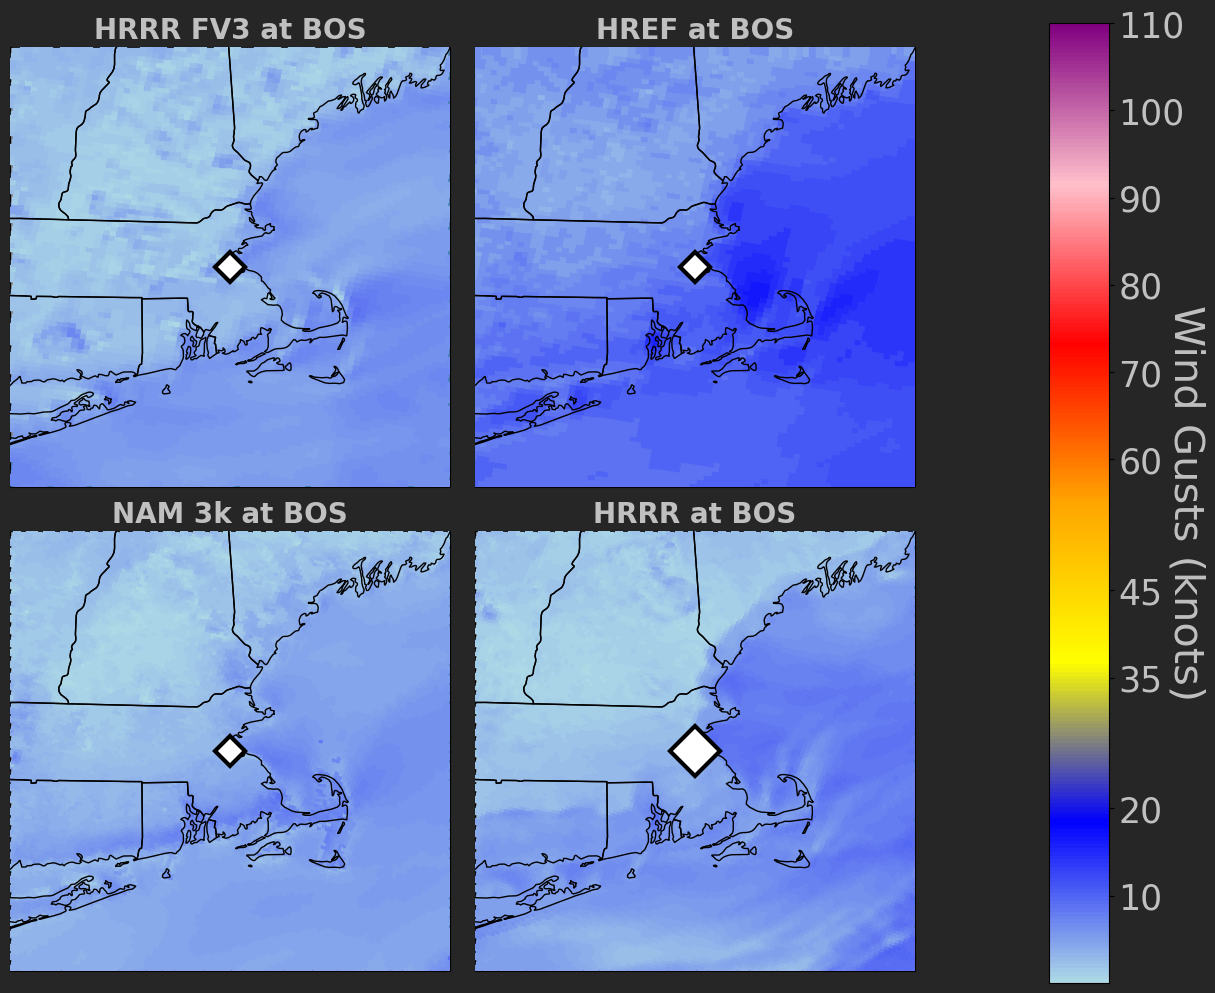 HRRR FV3 at BOS
HREF at BOS
NAM 3k at BOS
HRRR at BOS
110
100
90
80
70
60
45
35
20
10
Wind Gusts (knots)